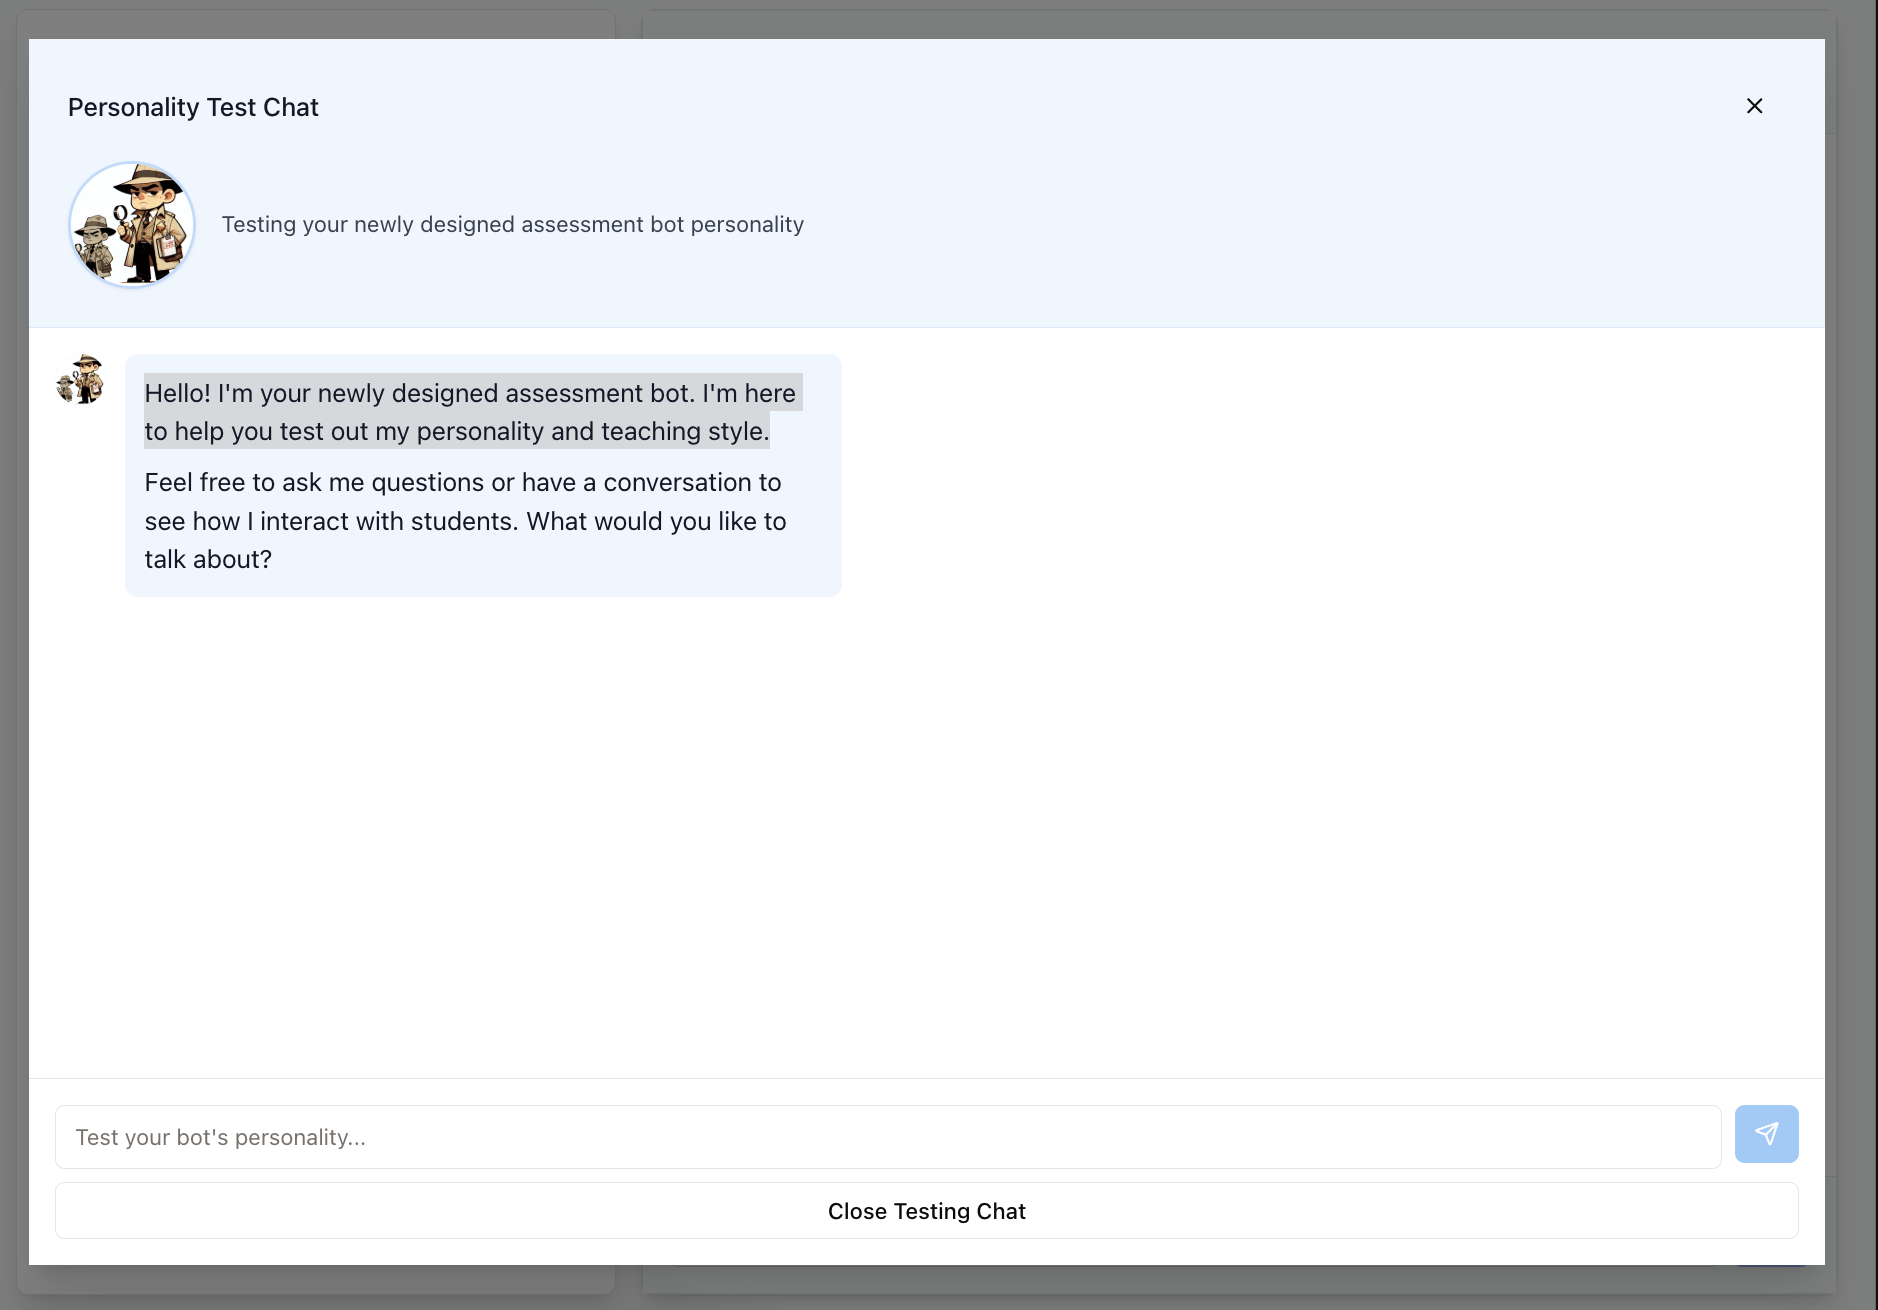 Personality Test Chat
Testing your newly designed assessment bot personality
Hello! I'm your newly designed assessment bot. I'm here
to help you test out my personality and teaching style.
Feel free to ask me questions or have a conversation to
see how I interact with students. What would you like to
talk about?
Test your bot's personality...
Close Testing Chat